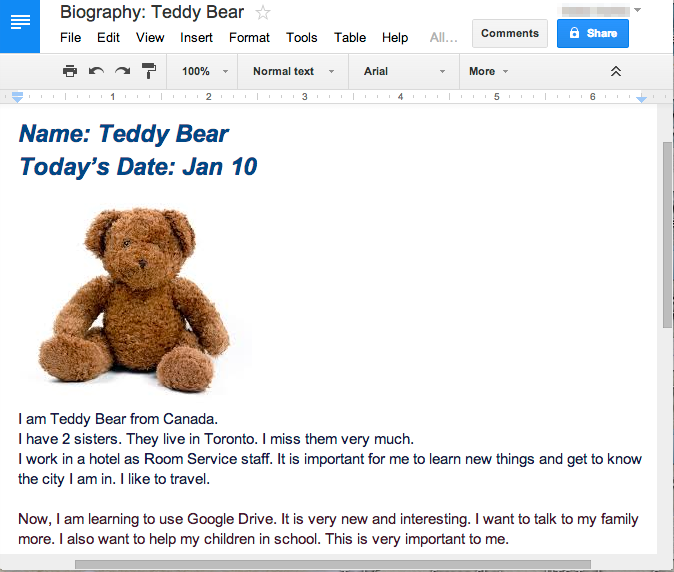 Biography: Teddy Bear
File Edit View Insert Format Tools Table Help All...
Comments
Share
100% Normal text Arial More
1 2 3 4 5 6
Name: Teddy Bear
Today's Date: Jan 10
I am Teddy Bear from Canada.
I have 2 sisters. They live in Toronto. I miss them very much.
I work in a hotel as Room Service staff. It is important for me to learn new things and get to know
the city I am in. I like to travel.
Now, I am learning to use Google Drive. It is very new and interesting. I want to talk to my family
more. I also want to help my children in school. This is very important to me.